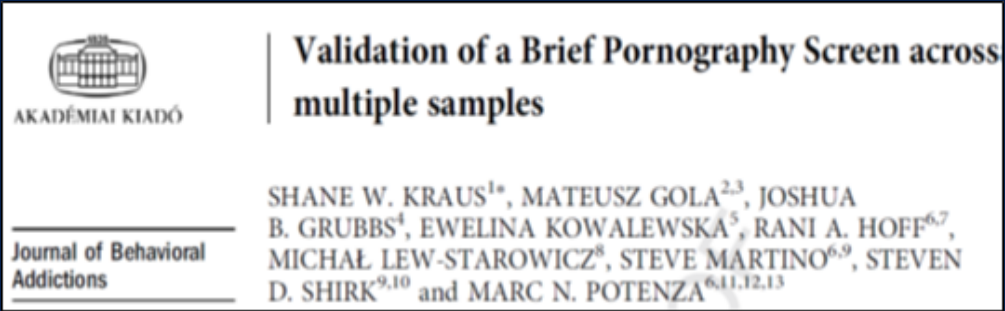 Validation of a Brief Pornography Screen across
multiple samples
AKADÉMIAI KIADÓ
SHANE W. KRAUS1*, MATEUSZ GOLA2,3, JOSHUA
B. GRUBBS4, EWELINA KOWALEWSKA5, RANI A. HOFF6,7,
MICHAŁ LEW-STAROWICZ8, STEVE MARTINO6,9, STEVEN
D. SHIRK9,10 and MARC N. POTENZA6,11,12,13
Journal of Behavioral
Addictions